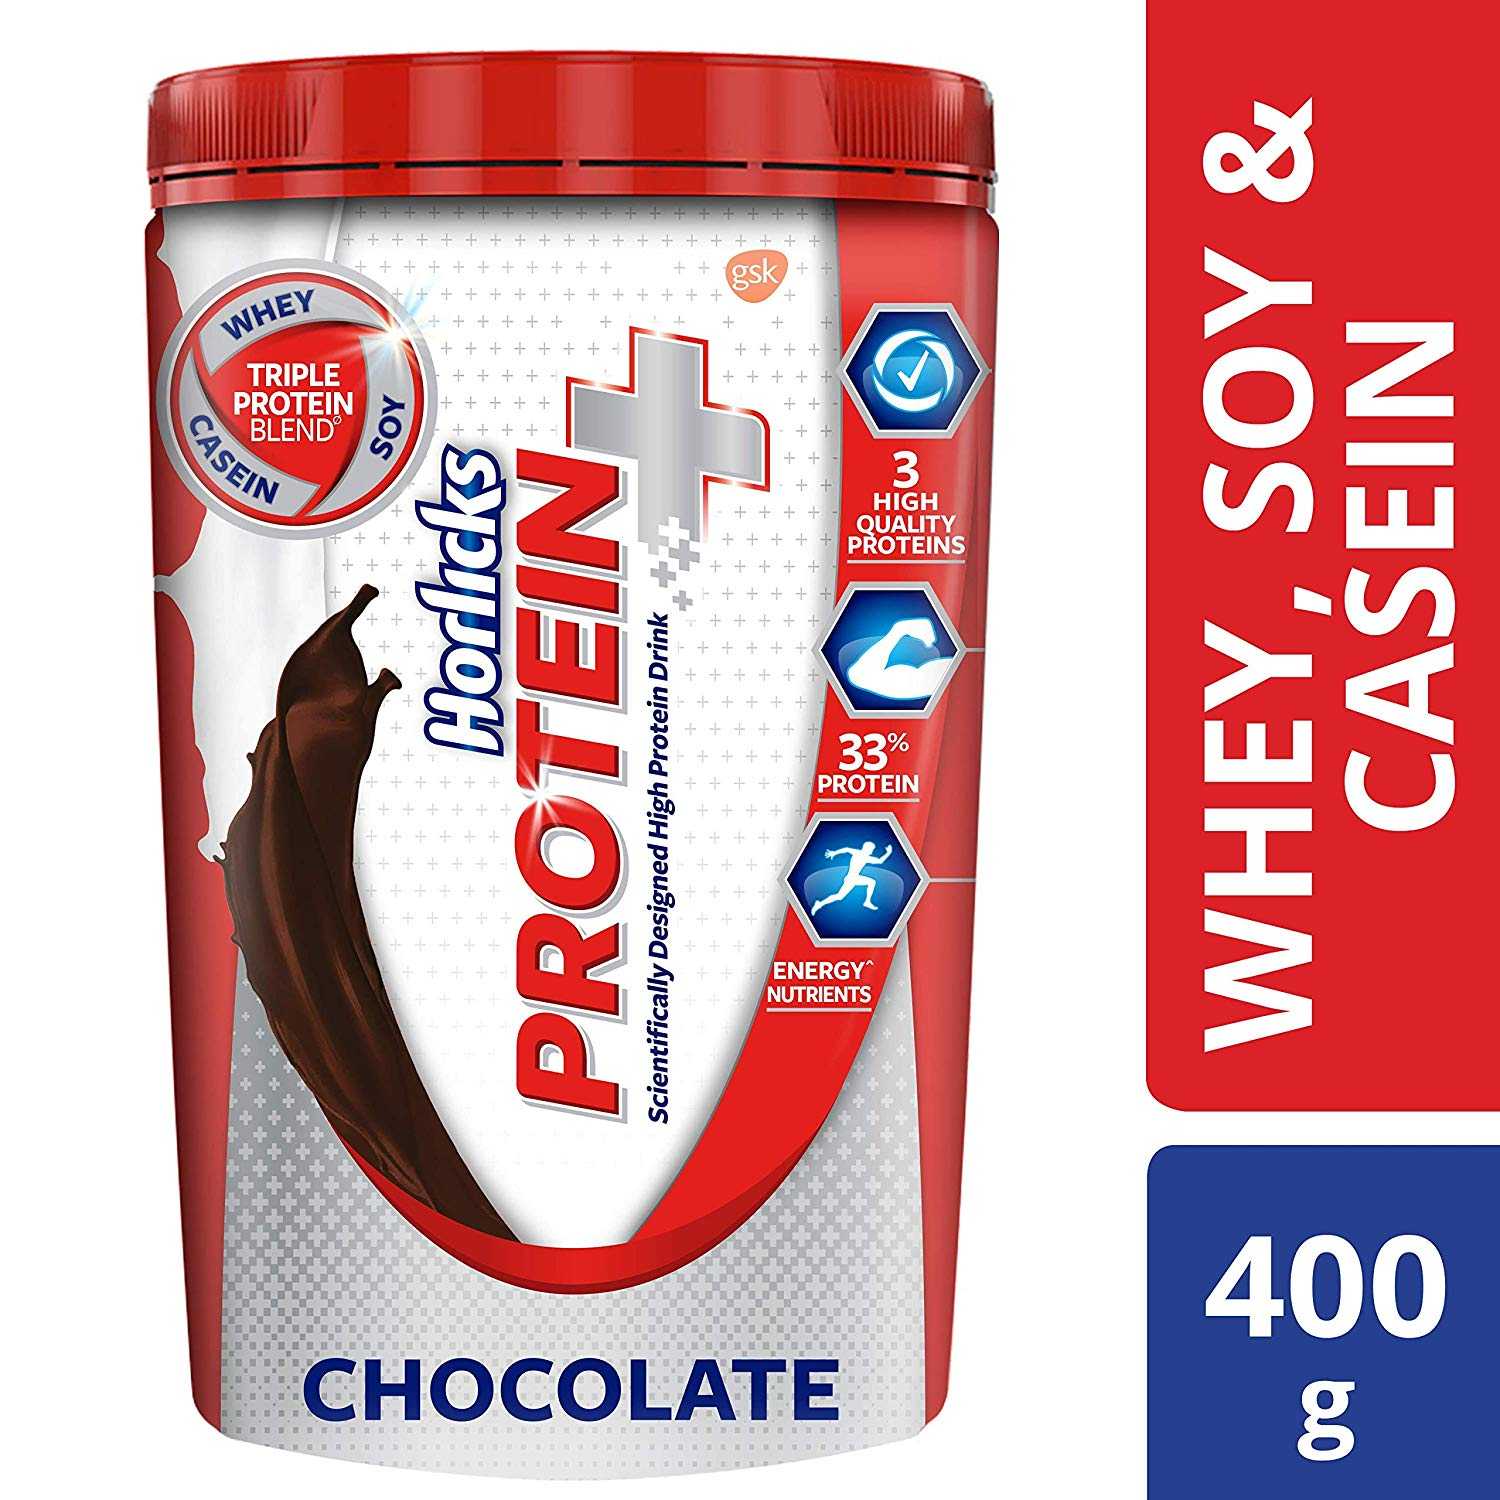 gsk
WHEY
SOY
CASEIN
TRIPLE
PROTEIN
BLENDø
Horlicks
PROTEIN+
Scientifically Designed High Protein Drink
3
HIGH
QUALITY
PROTEINS
33%
PROTEIN
ENERGY^
NUTRIENTS
CHOCOLATE
WHEY, SOY &
CASEIN
400
g